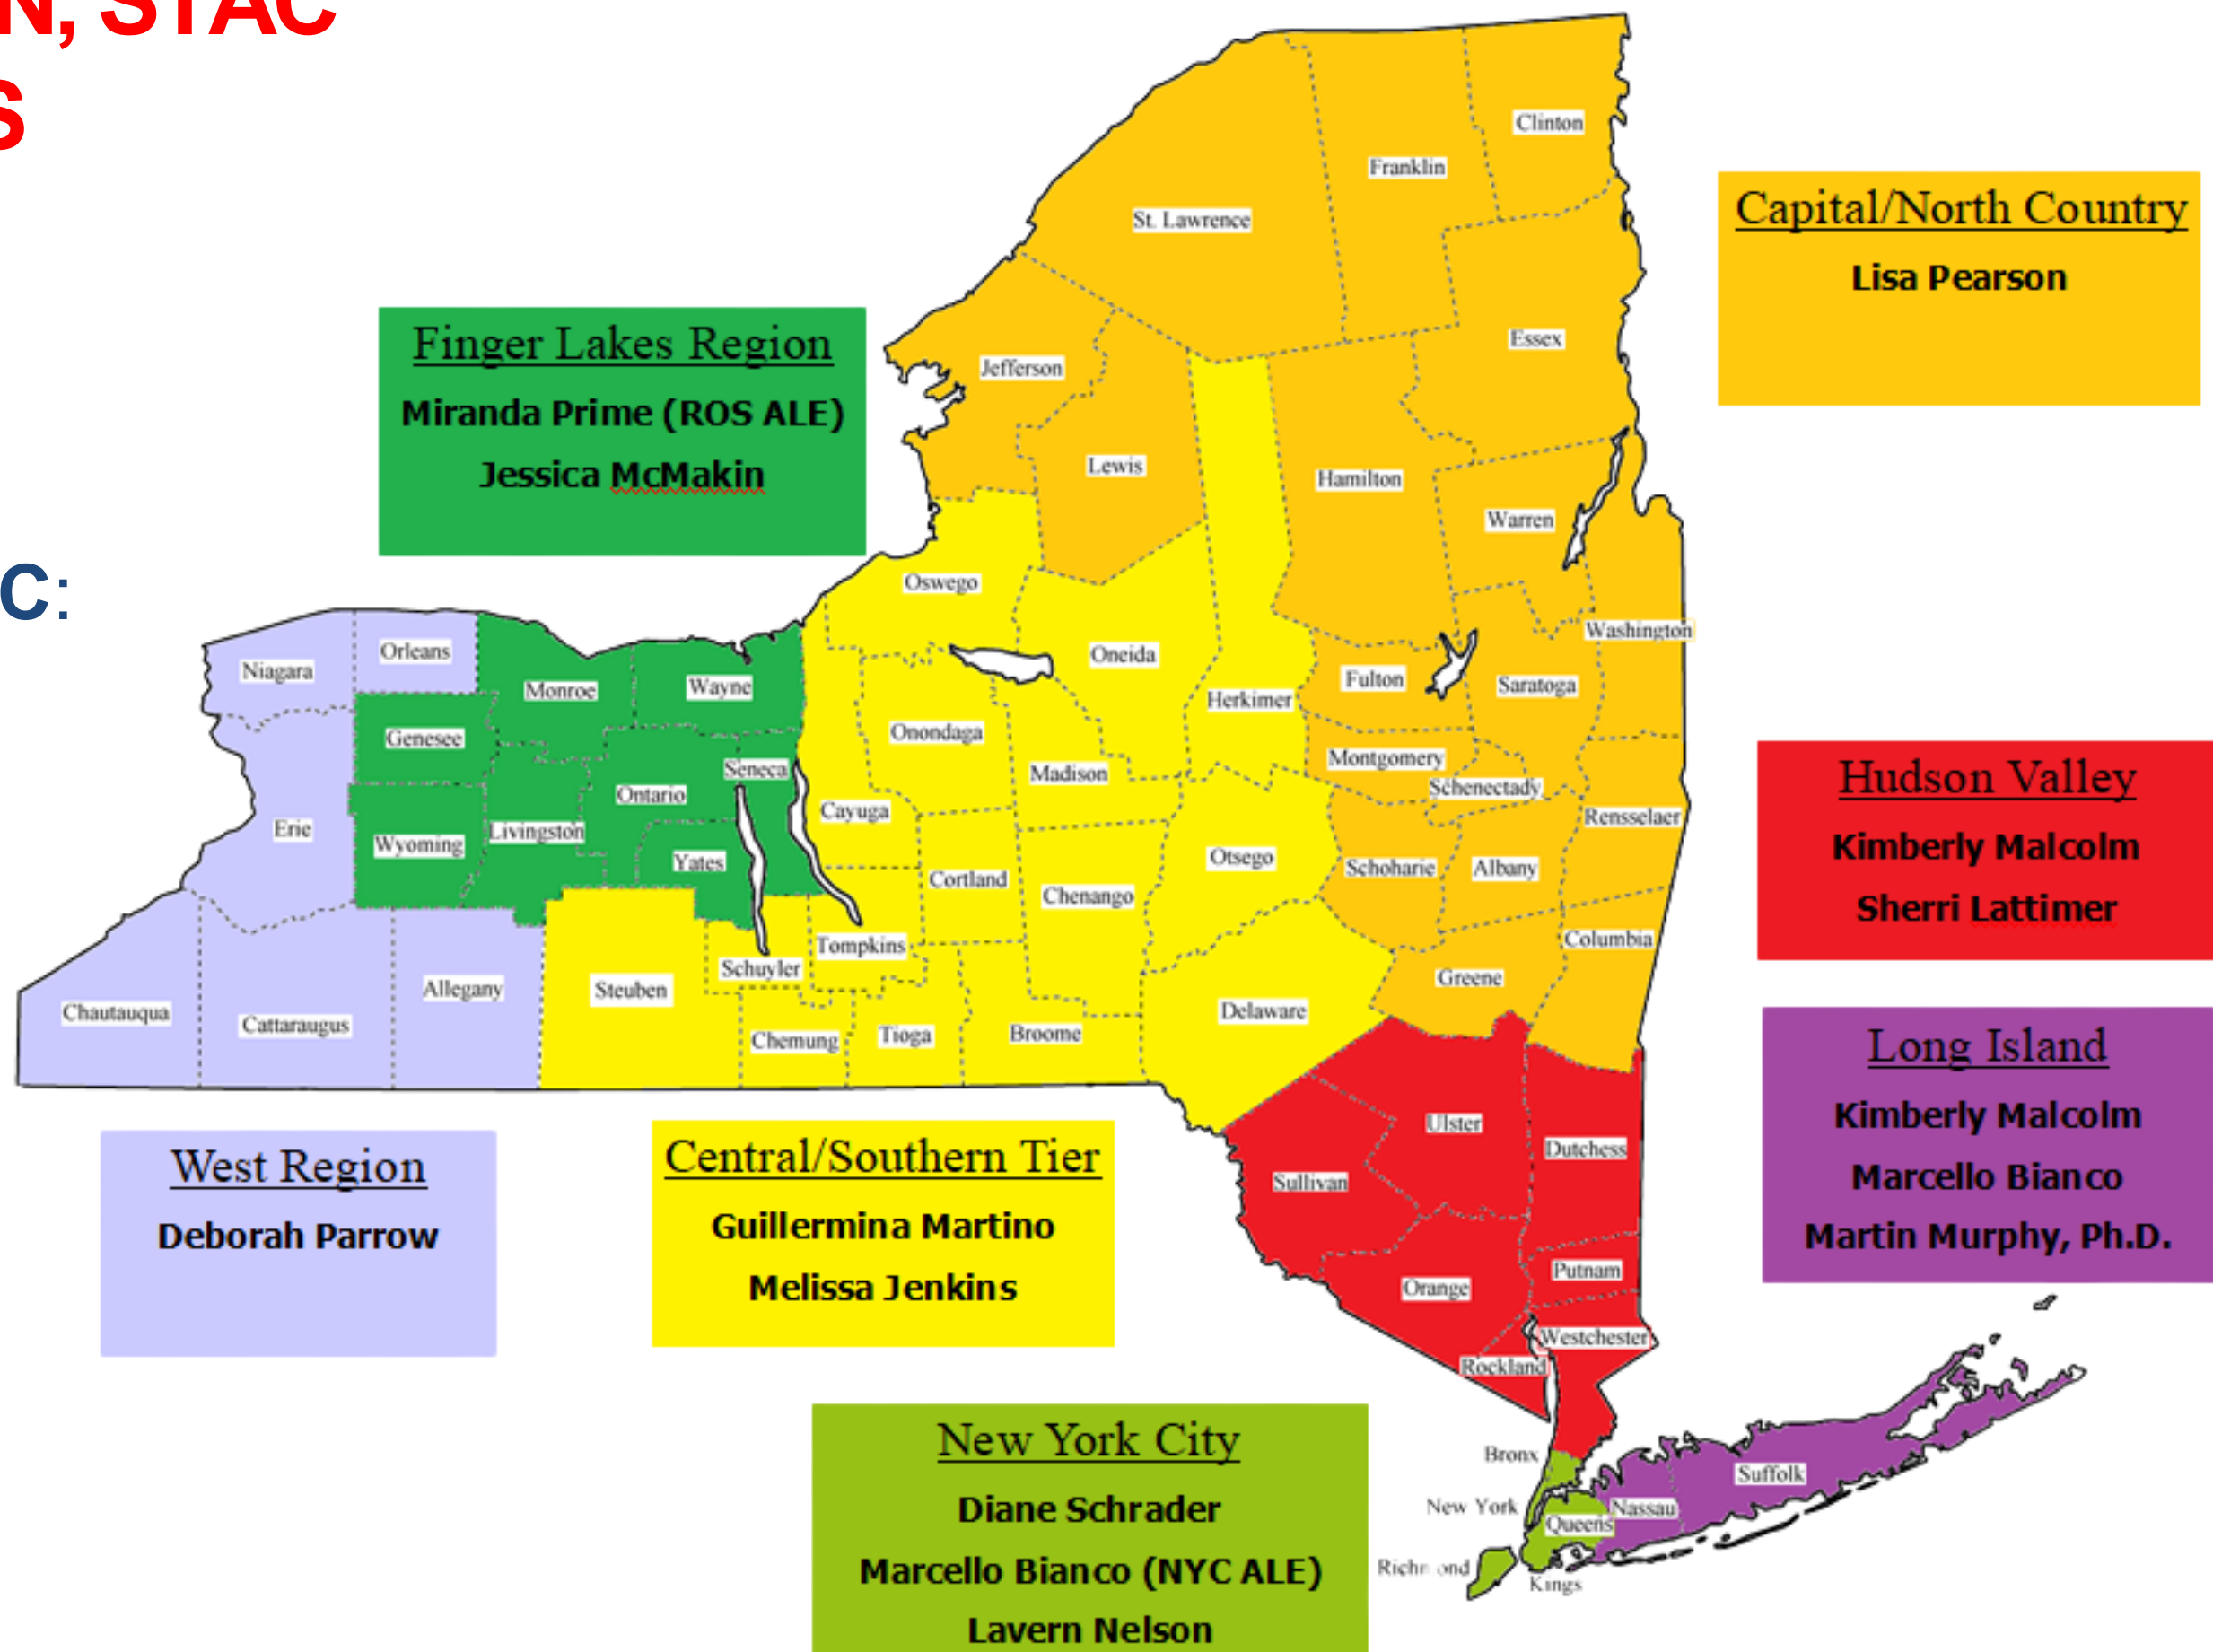 N, STAC
S
C:
Capital/North Country
Lisa Pearson
Finger Lakes Region
Miranda Prime (ROS ALE)
Jessica McMakin
Hudson Valley
Kimberly Malcolm
Sherri Lattimer
Long Island
Kimberly Malcolm
Marcello Bianco
Martin Murphy, Ph.D.
West Region
Deborah Parrow
Central/Southern Tier
Guillermina Martino
Melissa Jenkins
New York City
Diane Schrader
Marcello Bianco (NYC ALE)
Lavern Nelson
Clinton
Franklin
St. Lawrence
Essex
Jefferson
Lewis
Hamilton
Warren
Oswego
Washington
Oneida
Herkimer
Fulton
Saratoga
Niagara
Orleans
Monroe
Wayne
Genesee
Onondaga
Madison
Montgomery
Schenectady
Seneca
Ontario
Cayuga
Erie
Wyoming
Livingston
Yates
Cortland
Chenango
Otsego
Schoharie
Albany
Rensselaer
Columbia
Greene
Tompkins
Schuyler
Steuben
Allegany
Cattaraugus
Chautauqua
Chemung
Tioga
Broome
Delaware
Ulster
Dutchess
Sullivan
Putnam
Orange
Westchester
Rockland
Bronx
New York
Queens
Nassau
Suffolk
Richmond
Kings